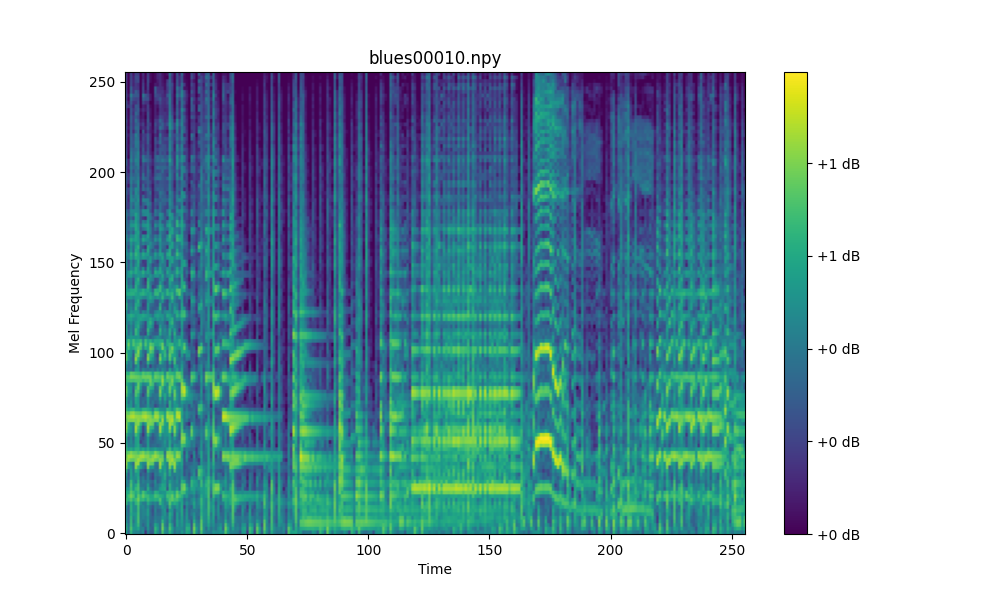 blues00010.npy
250
200
150
100
50
0
Mel Frequency
0 50 100 150 200 250
Time
+1 dB
+1 dB
+0 dB
+0 dB
+0 dB